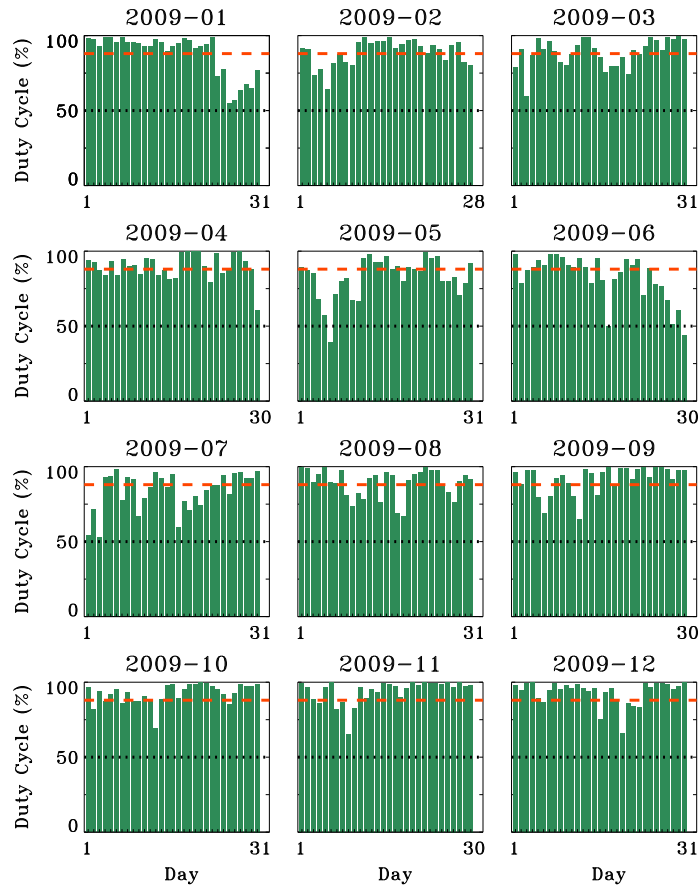 2009-01 2009-02 2009-03
Duty Cycle (%)
100
50
0
1 31 1 28 1 31
2009-04 2009-05 2009-06
Duty Cycle (%)
100
50
0
1 30 1 31 1 30
2009-07 2009-08 2009-09
Duty Cycle (%)
100
50
0
1 31 1 31 1 30
2009-10 2009-11 2009-12
Duty Cycle (%)
100
50
0
1 31 1 30 1 31
Day Day Day